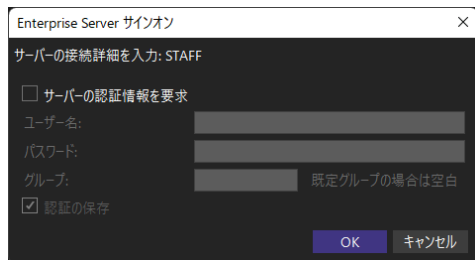 Enterprise Server サインオン
サーバーの接続詳細を入力: STAFF
サーバーの認証情報を要求
ユーザー名:
パスワード:
グループ: 既定グループの場合は空白
認証の保存
OK キャンセル